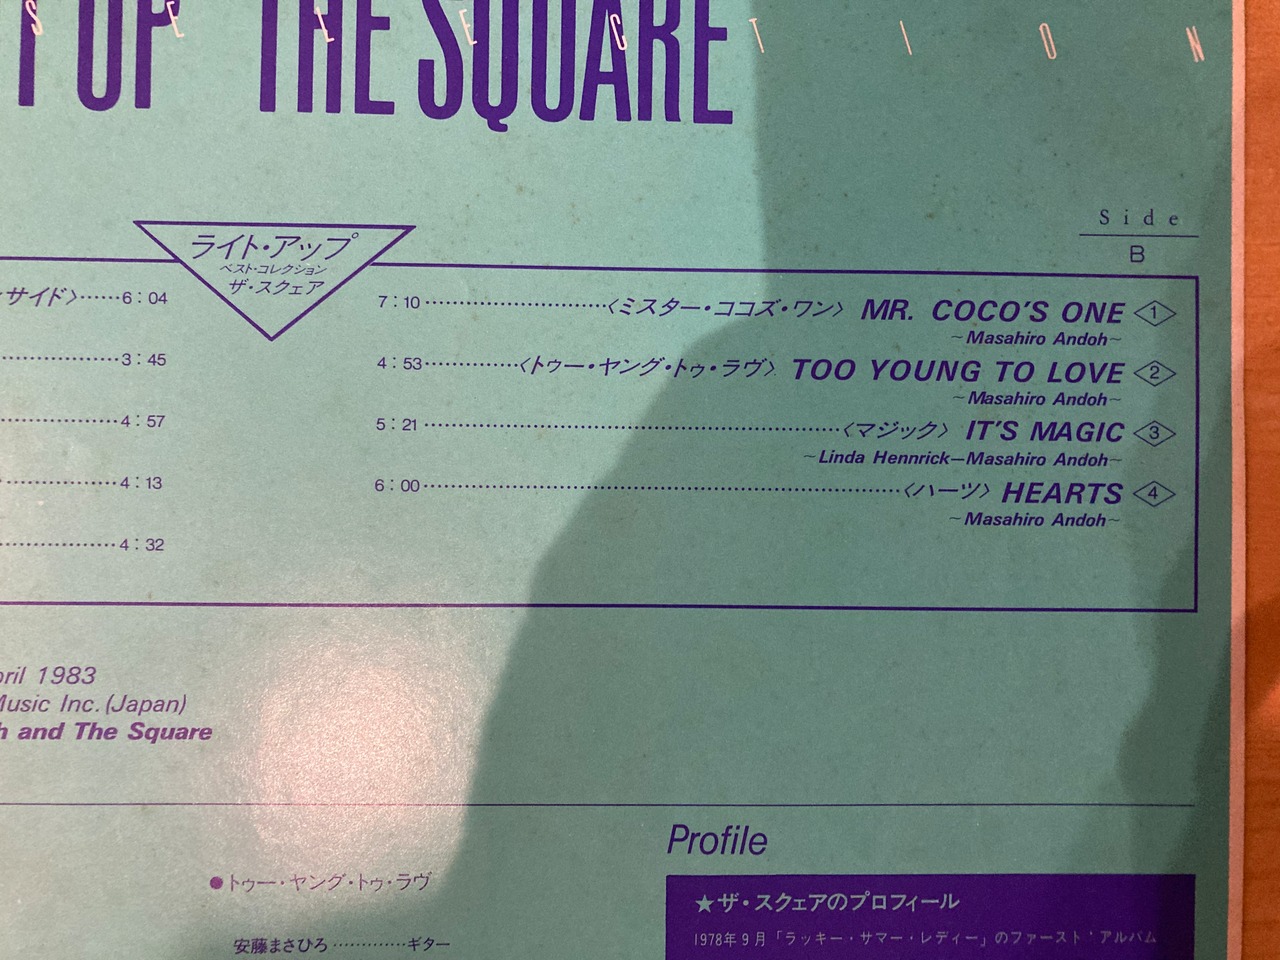 SELECTION
UP THE SQUARE
Side
B
ライト・アップ
ベスト・コレクション
ザ・スクェア
サイド〉……6:04
3:45
4:57
4:13
4:32
7:10……〈ミスター・ココズ・ワン〉 MR. COCO'S ONE 1
~Masahiro Andoh~
4:53……〈トゥー・ヤング・トゥ・ラヴ〉 TOO YOUNG TO LOVE 2
~Masahiro Andoh~
5:21……〈マジック〉 IT'S MAGIC 3
~Linda Hennrick—Masahiro Andoh~
6:00……〈ハーツ〉 HEARTS 4
~Masahiro Andoh~
1983
Music Inc. (Japan)
and The Square
●トゥー・ヤング・トゥ・ラヴ
安藤まさひろ……ギター
Profile
★ザ・スクェアのプロフィール
1978年9月「ラッキー・サマー・レディー」のファースト・アルバム